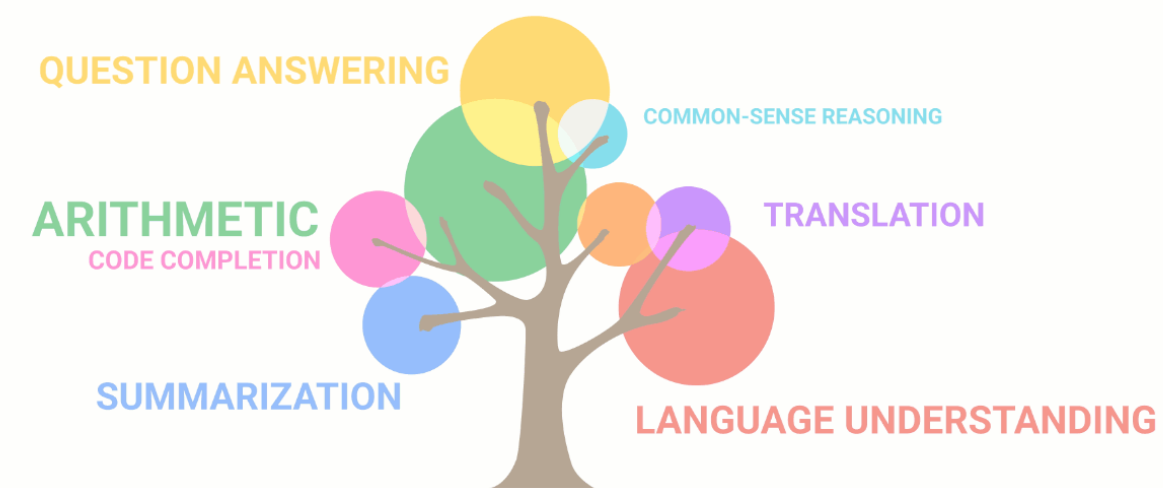 QUESTION ANSWERING
COMMON-SENSE REASONING
ARITHMETIC
TRANSLATION
CODE COMPLETION
SUMMARIZATION
LANGUAGE UNDERSTANDING